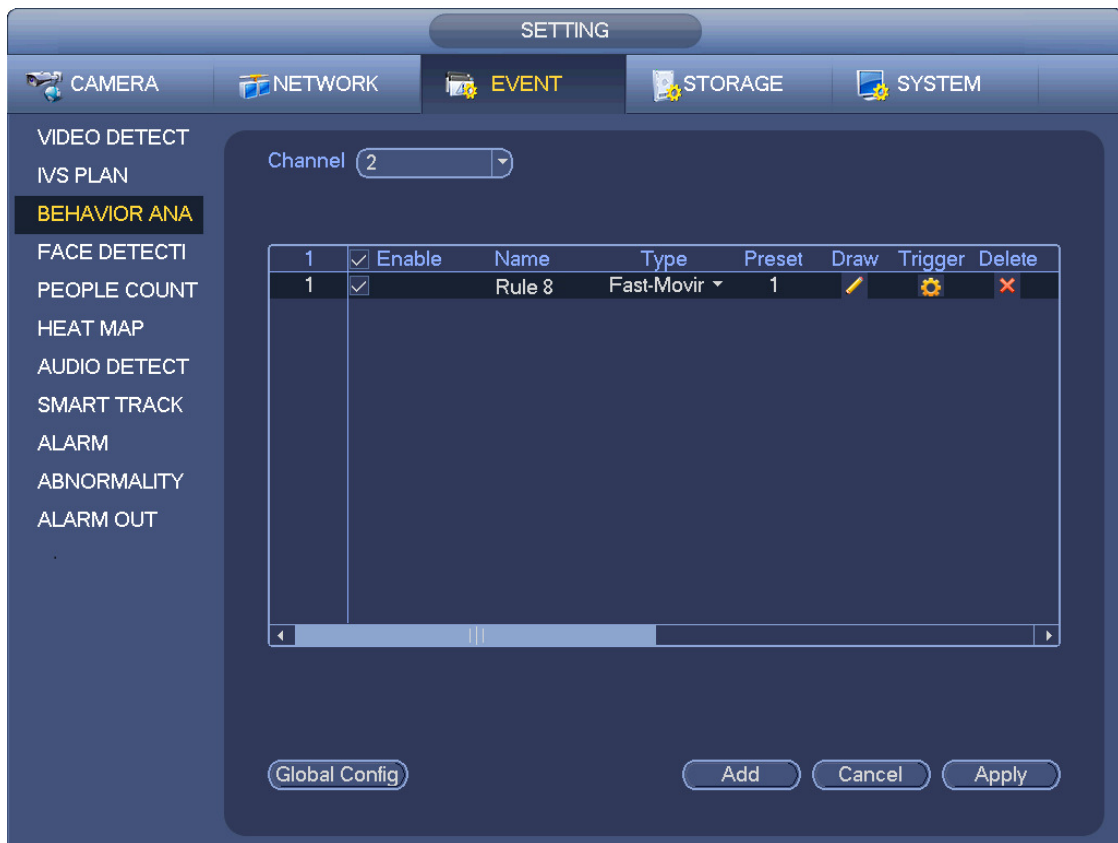 SETTING
CAMERA NETWORK EVENT STORAGE SYSTEM
VIDEO DETECT
IVS PLAN
BEHAVIOR ANA
FACE DETECTI
PEOPLE COUNT
HEAT MAP
AUDIO DETECT
SMART TRACK
ALARM
ABNORMALITY
ALARM OUT
Channel 2
1 Enable Name Type Preset Draw Trigger Delete
1 Rule 8 Fast-Movir 1
Global Config Add Cancel Apply